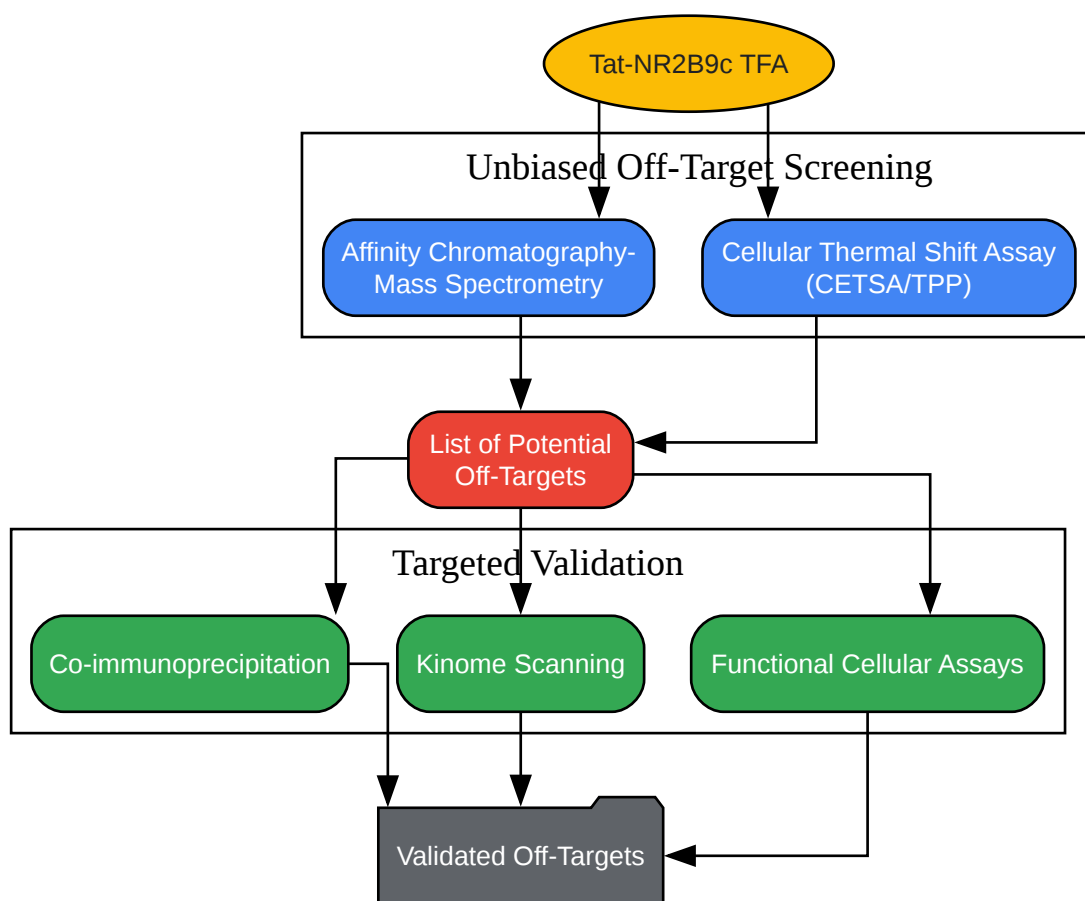 Tat-NR2B9c TFA
Unbiased Off-Target Screening
Affinity Chromatography-
Mass Spectrometry
Cellular Thermal Shift Assay
(CETSA/TPP)
List of Potential
Off-Targets
Targeted Validation
Co-immunoprecipitation
Kinome Scanning
Functional Cellular Assays
Validated Off-Targets